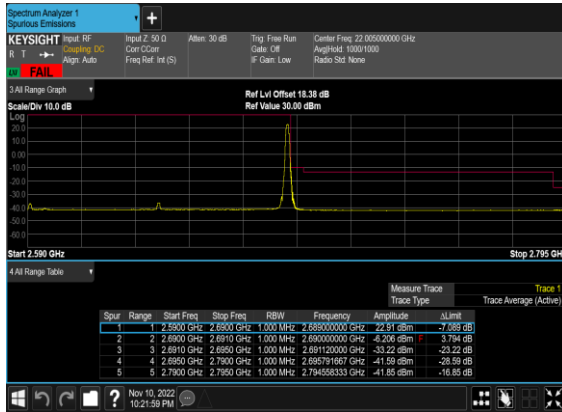 Spectrum Analyzer 1
Spurious Emissions
+
KEYSIGHT Input: RF Input Z: 50 Ω Atten: 30 dB Trig: Free Run Center Freq: 22.005000000 GHz
R T Coupling: DC Corr CCorr Gate: Off Avg|Hold: 1000/1000
Align: Auto Freq Ref: Int (S) IF Gain: Low Radio Std: None
FAIL
3 All Range Graph
Ref Lvl Offset 18.38 dB
Scale/Div 10.0 dB Ref Value 30.00 dBm
Log
20.0
10.0
0.00
-10.0
-20.0
-30.0
-40.0
-50.0
-60.0
Start 2.590 GHz Stop 2.795 GH
4 All Range Table
Measure Trace Trace 1
Trace Type Trace Average (Active)
Spur Range Start Freq Stop Freq RBW Frequency Amplitude ΔLimit
1 1 2.5900 GHz 2.6900 GHz 1.000 MHz 2.689000000 GHz 22.91 dBm -7.089 dB
2 2 2.6900 GHz 2.6910 GHz 1.000 MHz 2.690000000 GHz -6.206 dBm F 3.794 dB
3 3 2.6910 GHz 2.6950 GHz 1.000 MHz 2.691120000 GHz -33.22 dBm -23.22 dB
4 4 2.6950 GHz 2.7900 GHz 1.000 MHz 2.695791667 GHz -41.59 dBm -28.59 dB
5 5 2.7900 GHz 2.7950 GHz 1.000 MHz 2.794558333 GHz -41.85 dBm -16.85 dB
? Nov 10, 2022
10:21:59 PM